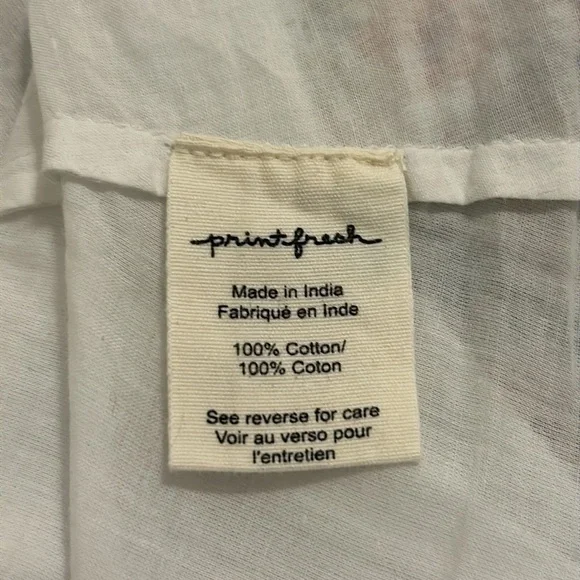 printfresh
Made in India
Fabriqué en Inde
100% Cotton/
100% Coton
See reverse for care
Voir au verso pour
l'entretien